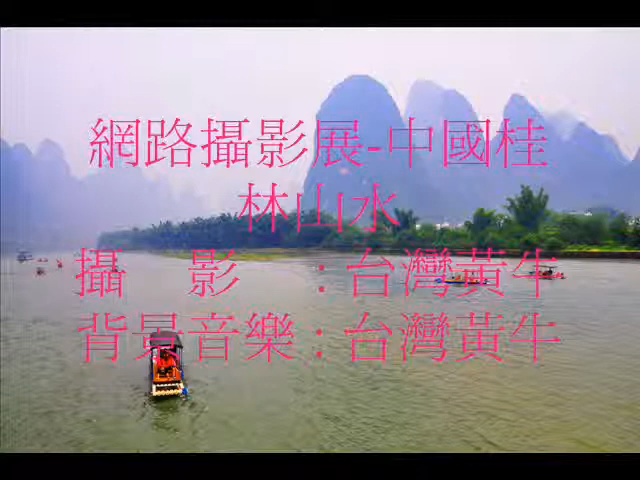 網路攝影展-中國桂
林山水
攝 影 : 台灣黃牛
背景音樂 : 台灣黃牛